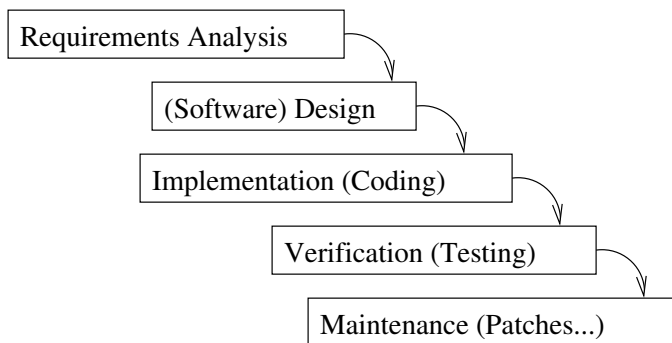 Requirements Analysis
(Software) Design
Implementation (Coding)
Verification (Testing)
Maintenance (Patches...)